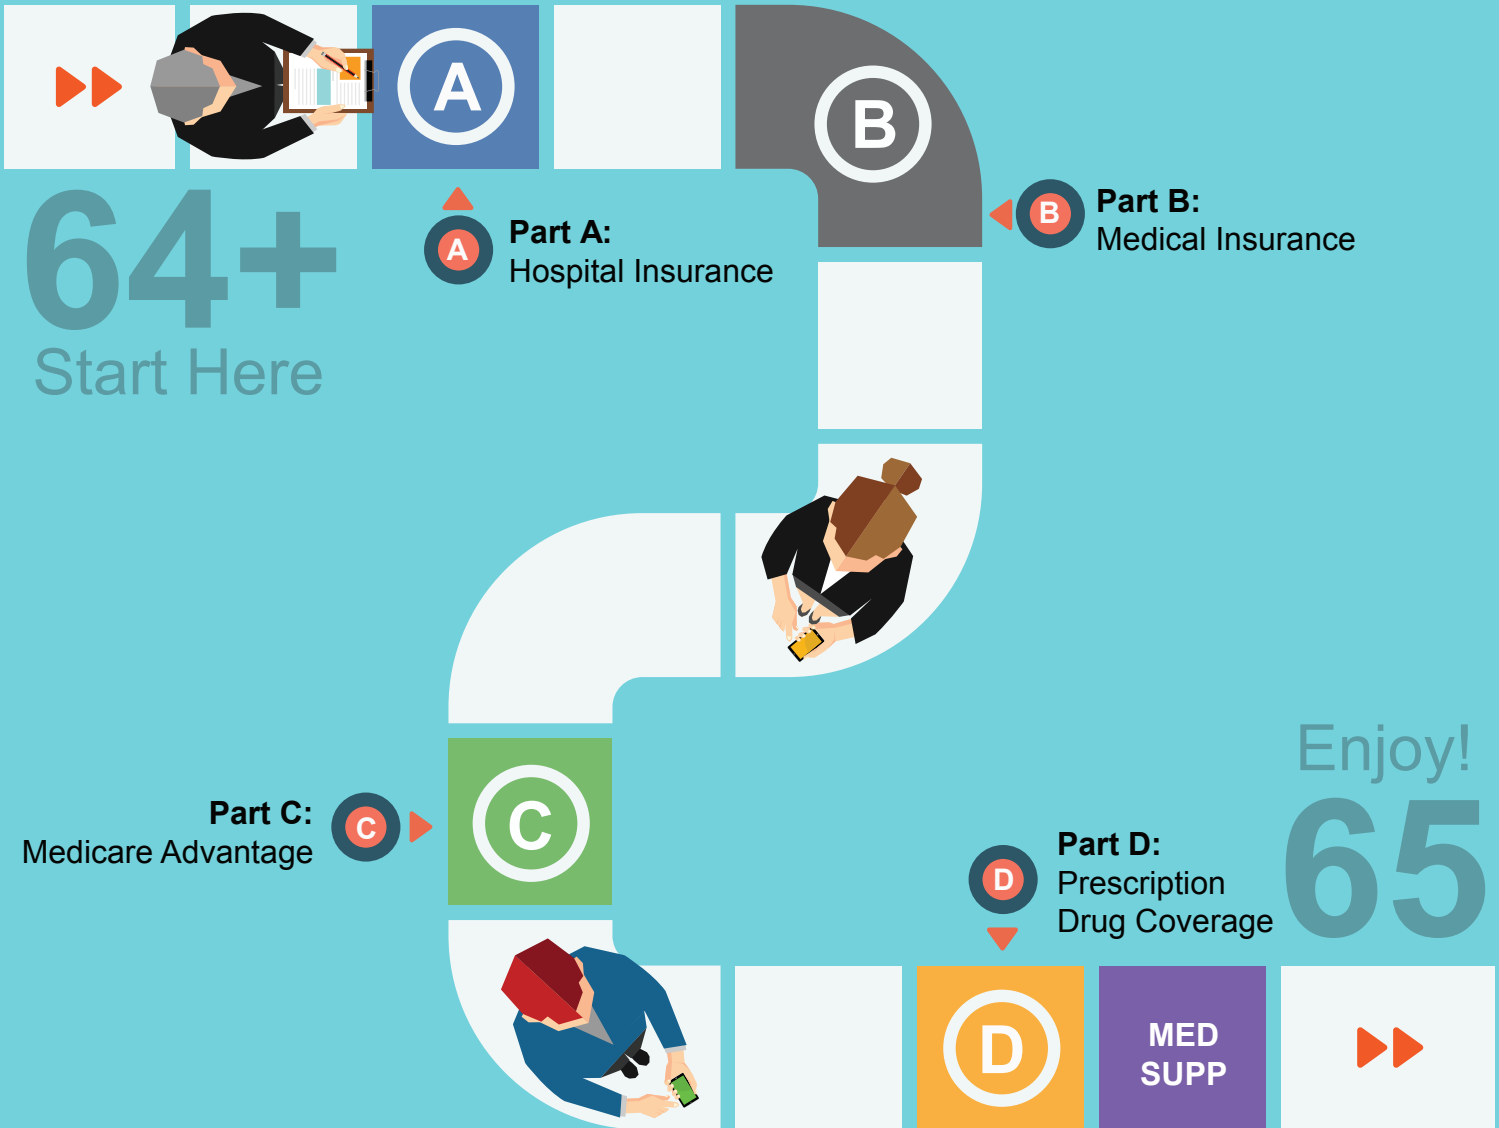 A
B
64+
Start Here
A
Part A:
Hospital Insurance
B
Part B:
Medical Insurance
Part C:
Medicare Advantage
C
C
Enjoy!
65
D
Part D:
Prescription
Drug Coverage
D
MED
SUPP